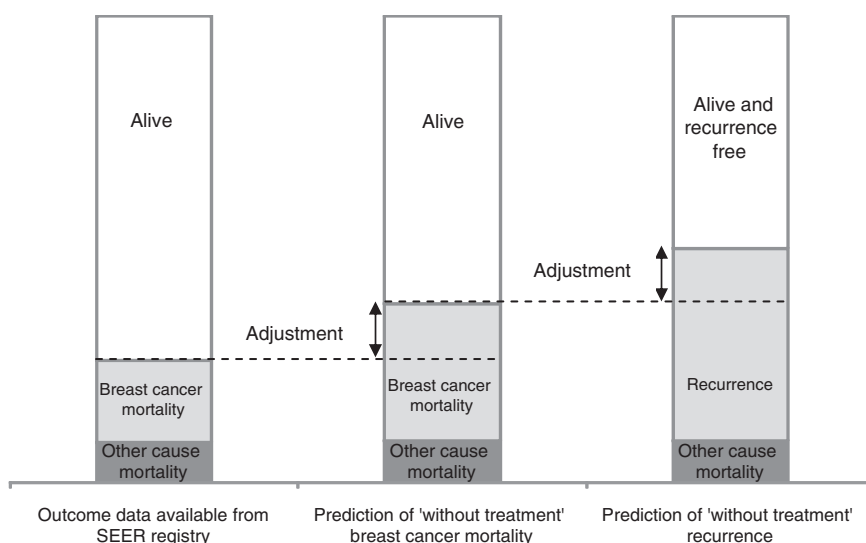 Alive
Alive
Alive and
recurrence
free
Adjustment
Adjustment
Breast cancer
mortality
Breast cancer
mortality
Recurrence
Other cause
mortality
Other cause
mortality
Other cause
mortality
Outcome data available from
SEER registry
Prediction of 'without treatment'
breast cancer mortality
Prediction of 'without treatment'
recurrence